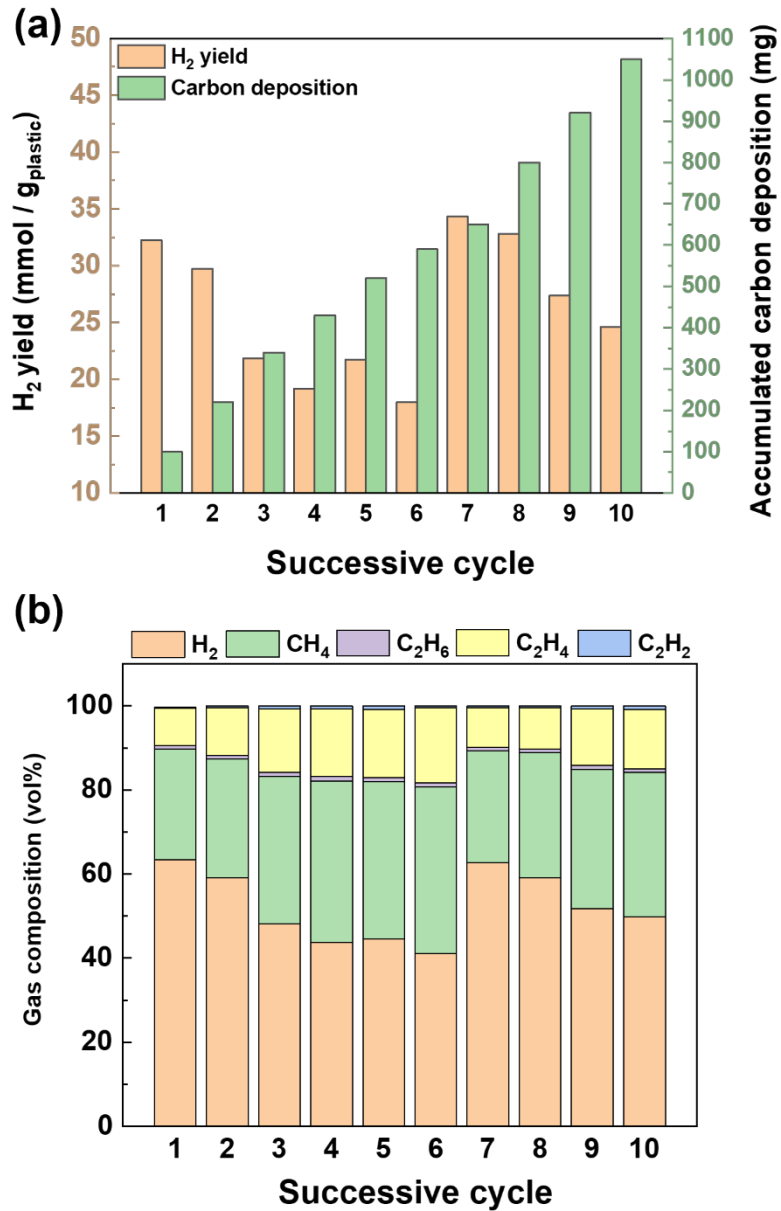 (a)
H₂ yield
Carbon deposition
H₂ yield (mmol / g_plastic)
50
45
40
35
30
25
20
15
10
Accumulated carbon deposition (mg)
1100
1000
900
800
700
600
500
400
300
200
100
0
1 2 3 4 5 6 7 8 9 10
Successive cycle
(b)
H₂ CH₄ C₂H₆ C₂H₄ C₂H₂
Gas composition (vol%)
100
80
60
40
20
0
1 2 3 4 5 6 7 8 9 10
Successive cycle